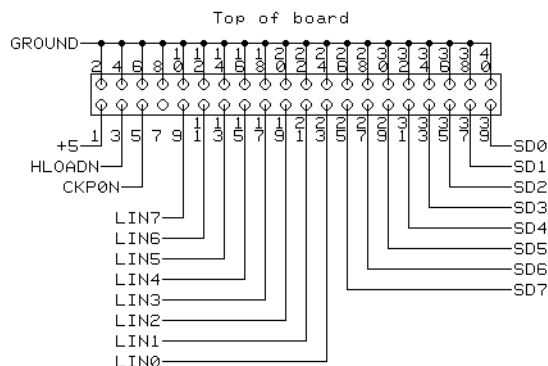 Top of board
GROUND
2 4 6 8 10 12 14 16 18 20 22 24 26 28 30 32 34 36 38 40
1 3 5 7 9 11 13 15 17 19 21 23 25 27 29 31 33 35 37 39
+5
HLOADN
CKP0N
LIN7
LIN6
LIN5
LIN4
LIN3
LIN2
LIN1
LIN0
SD0
SD1
SD2
SD3
SD4
SD5
SD6
SD7